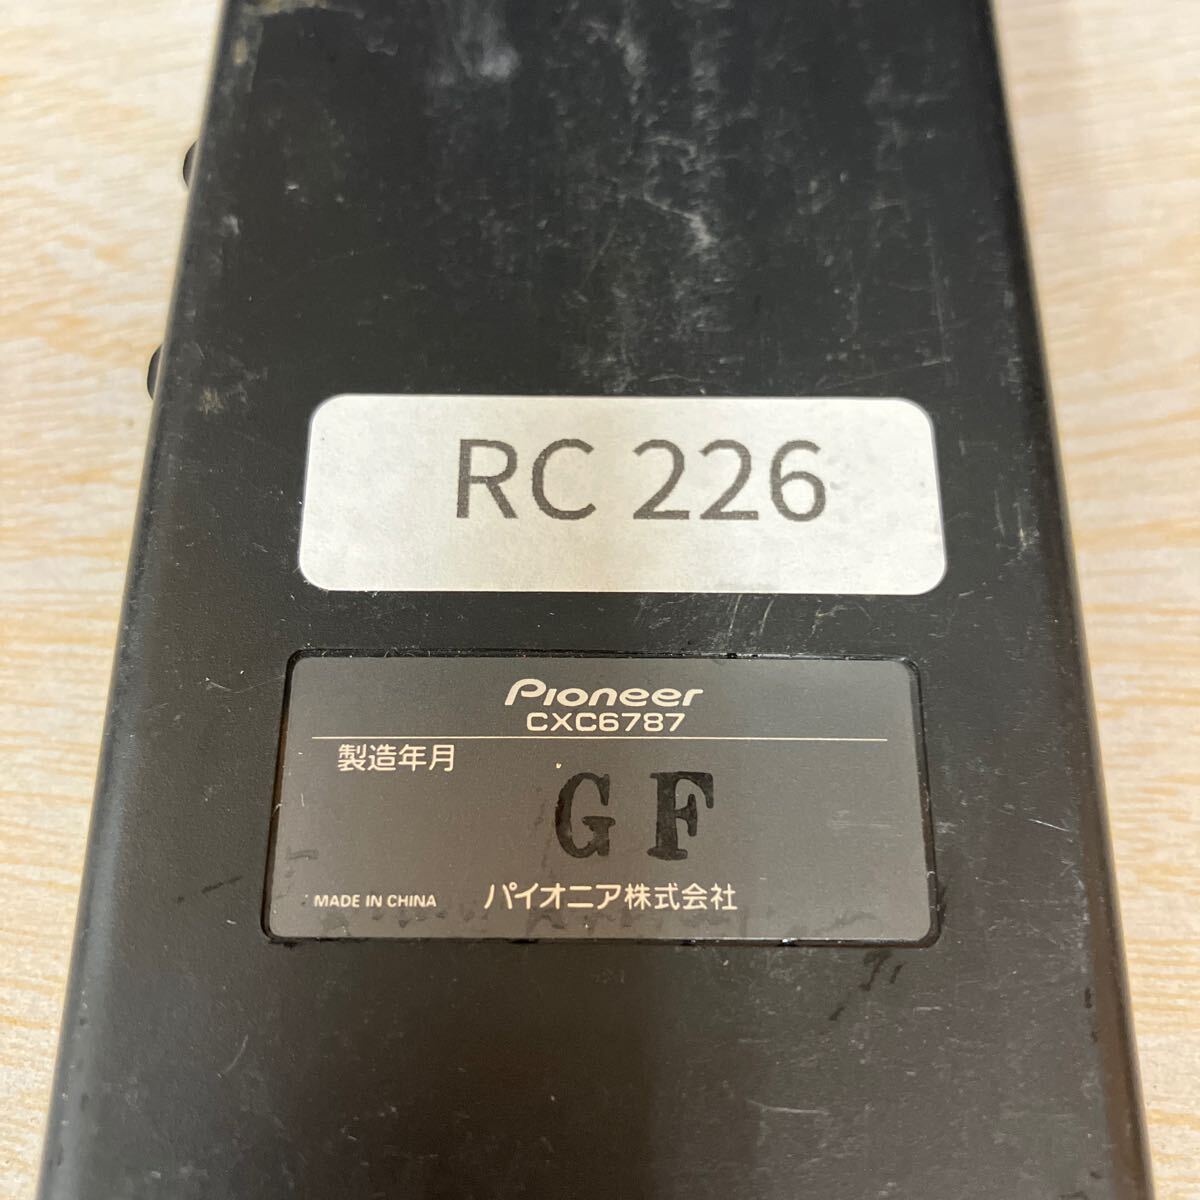 RC 226
Pioneer
CXC6787
製造年月
G F
MADE IN CHINA パイオニア株式会社